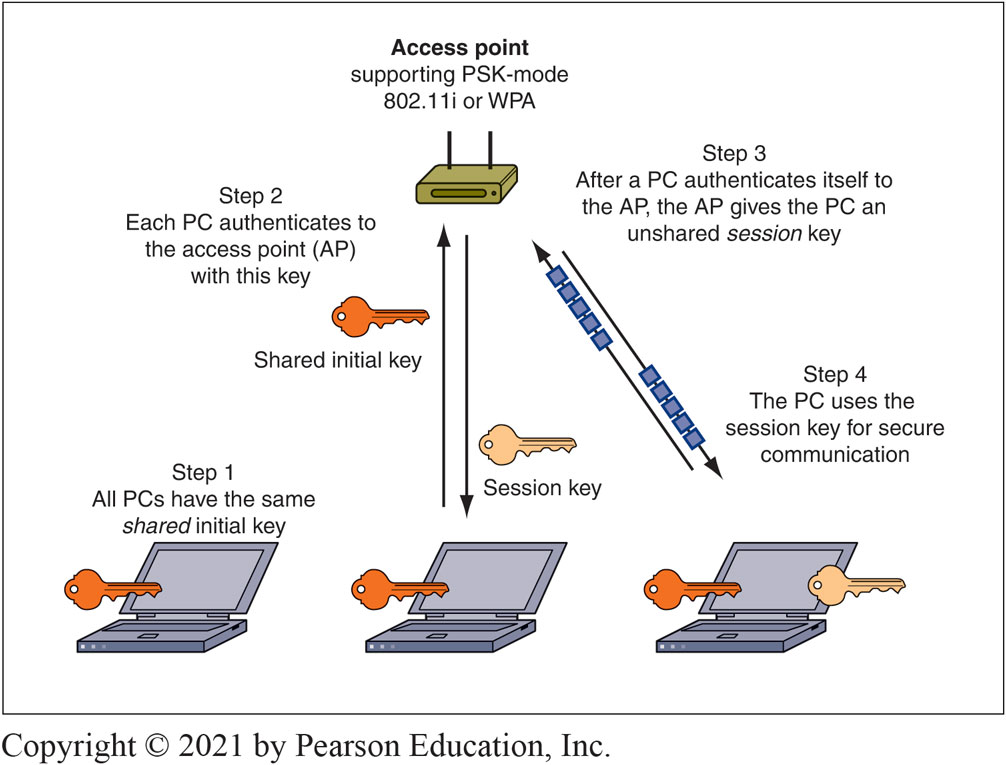 Access point
supporting PSK-mode
802.11i or WPA
Step 2
Each PC authenticates to
the access point (AP)
with this key
Step 3
After a PC authenticates itself to
the AP, the AP gives the PC an
unshared session key
Shared initial key
Step 4
The PC uses the
session key for secure
communication
Session key
Step 1
All PCs have the same
shared initial key
Copyright © 2021 by Pearson Education, Inc.